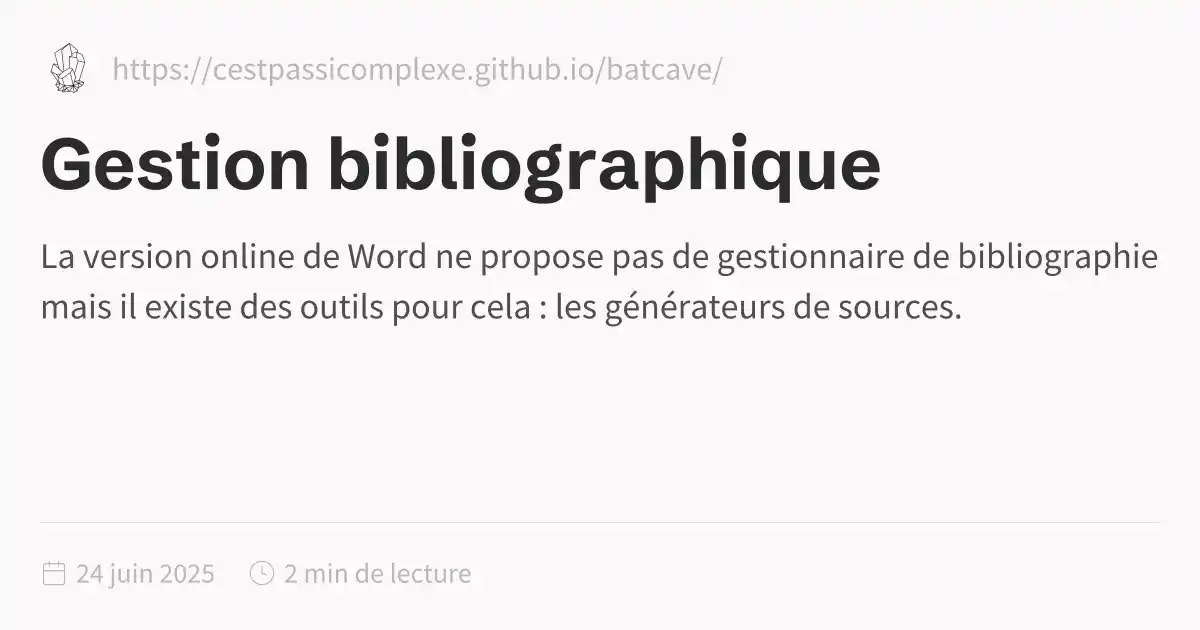 https://cestpassicomplexe.github.io/batcave/
Gestion bibliographique
La version online de Word ne propose pas de gestionnaire de bibliographie
mais il existe des outils pour cela : les générateurs de sources.
24 juin 2025 2 min de lecture